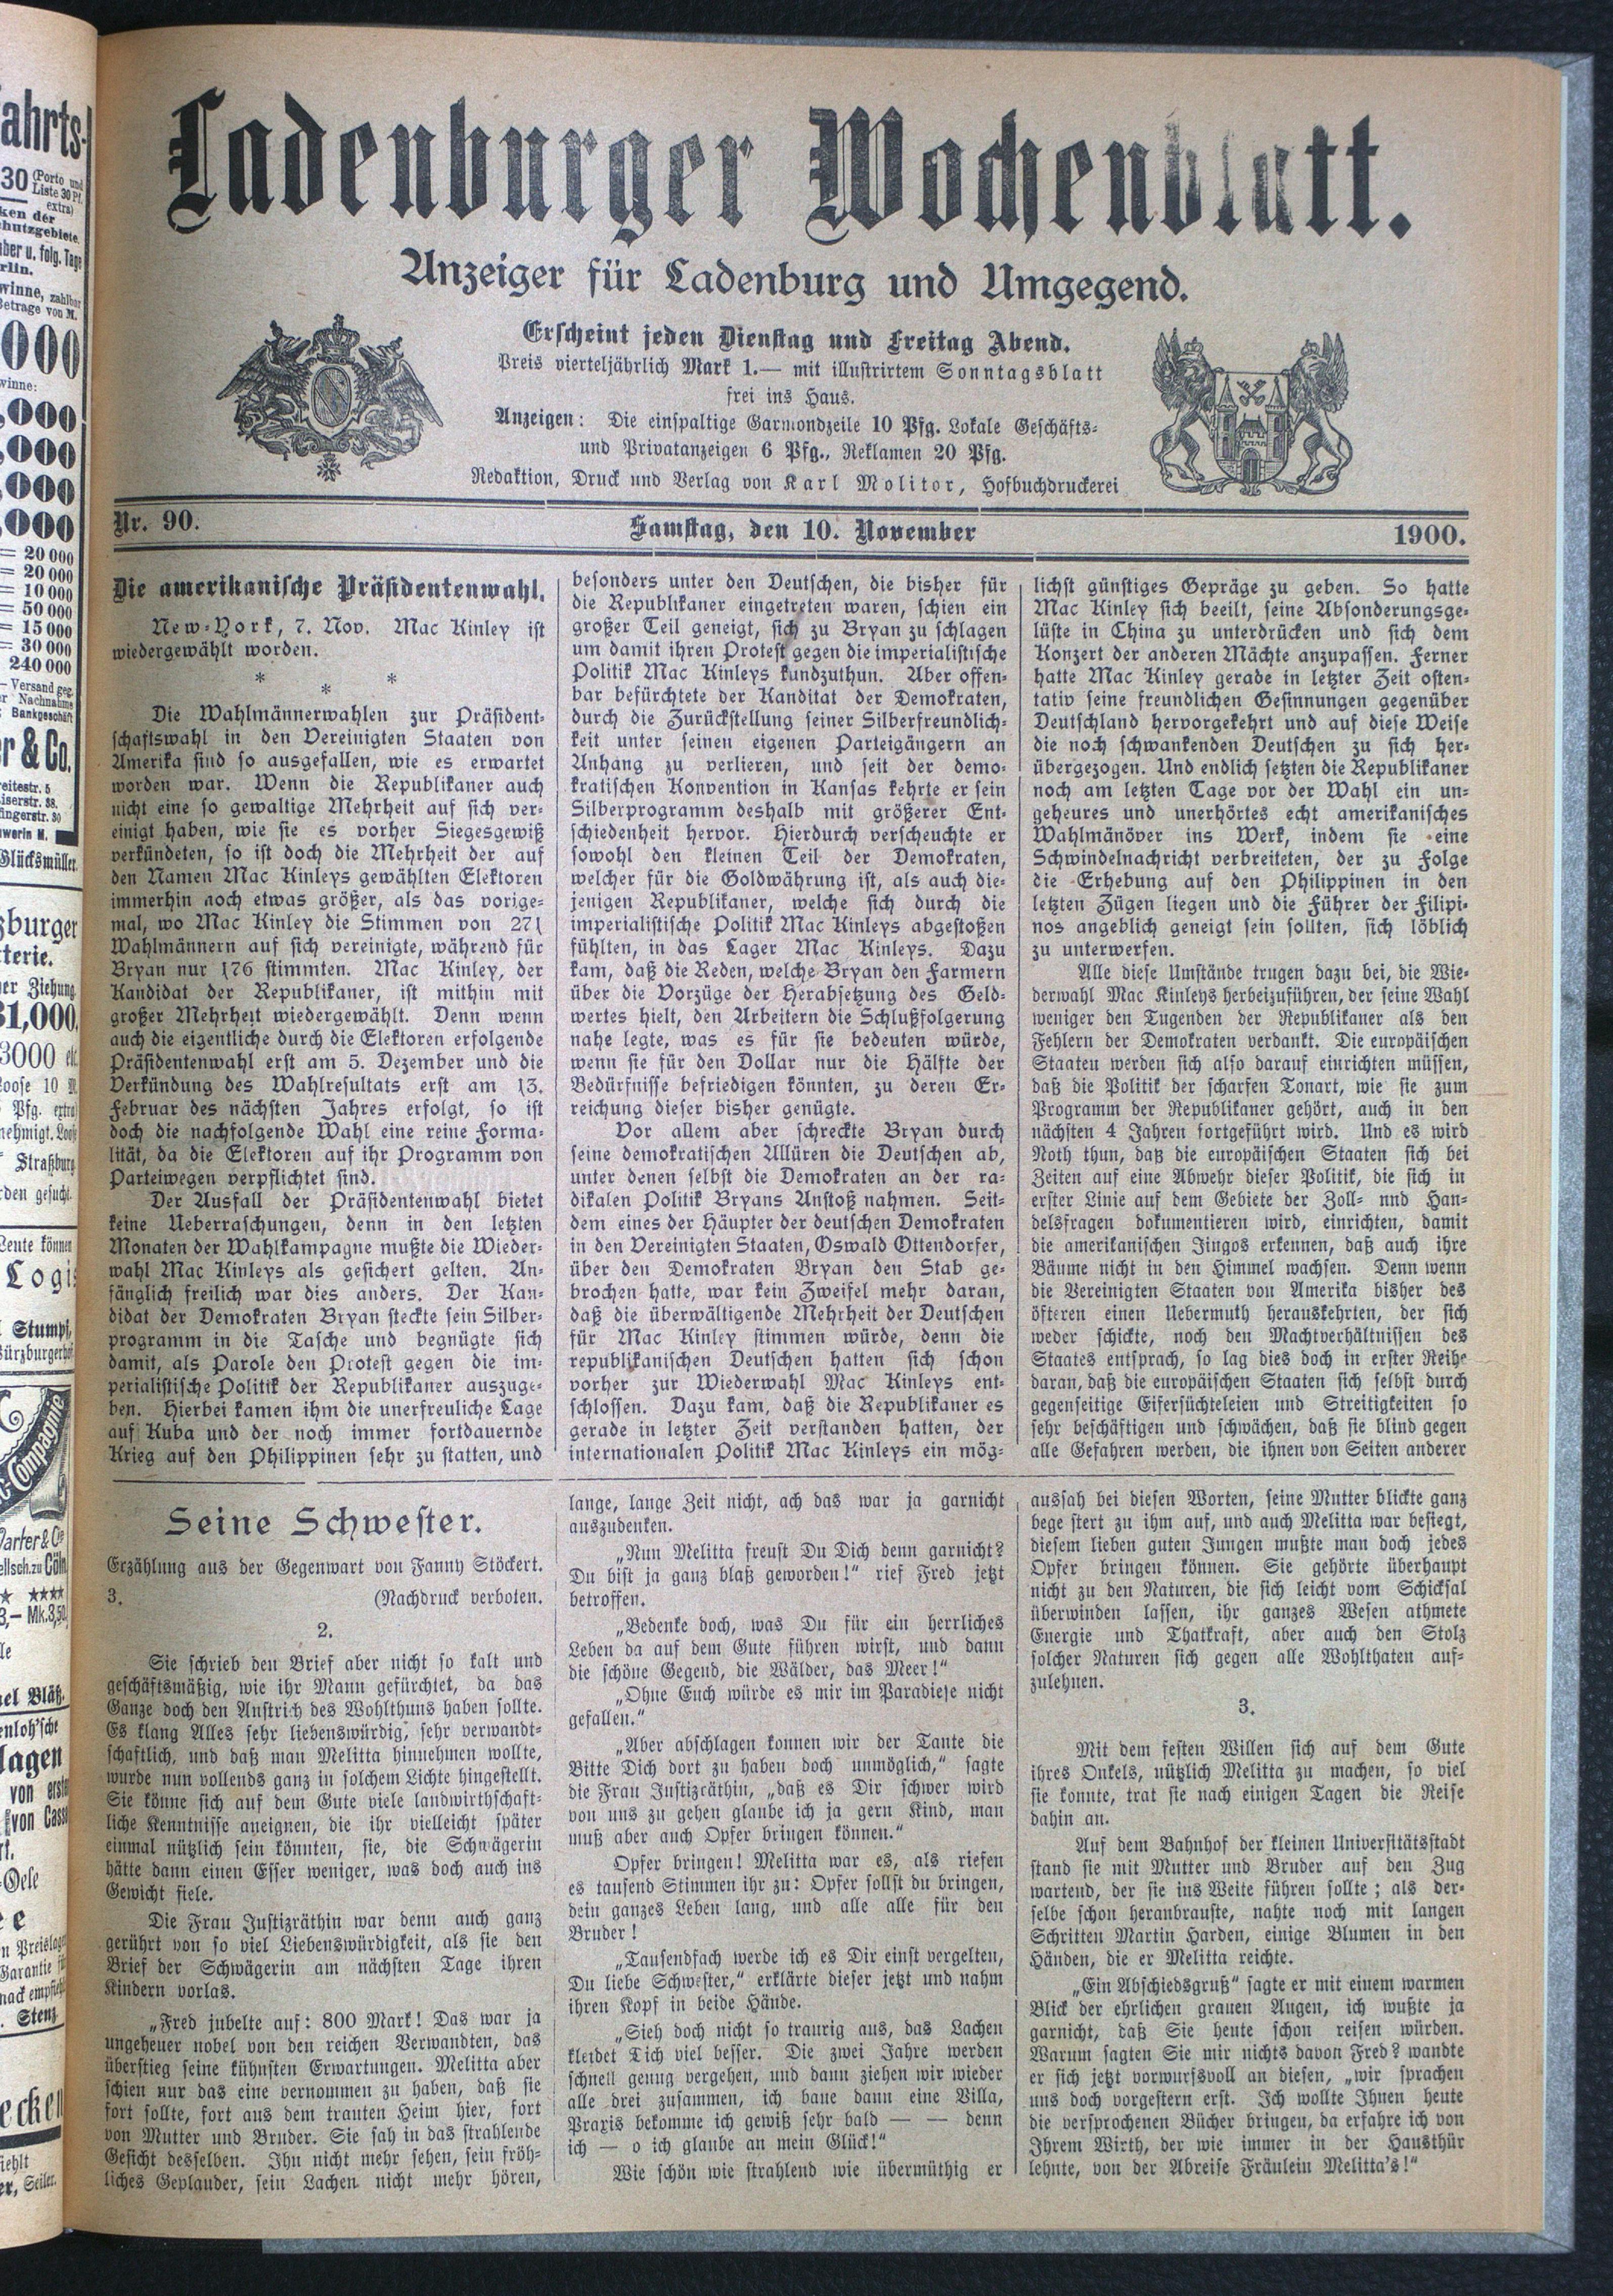 Ladenburger Wochenblatt.
Anzeiger für Ladenburg und Umgegend.
Erscheint jeden Dienstag und Freitag Abend.
Preis vierteljährlich Mark 1.— mit illustrirtem Sonntagsblatt
frei ins Haus.
Anzeigen: Die einspaltige Garmondzeile 10 Pfg. Lokale Geschäfts-
und Privatanzeigen 6 Pfg., Reklamen 20 Pfg.
Redaktion, Druck und Verlag von Karl Molitor, Hofbuchdruckerei
Nr. 90.
Samstag, den 10. November
1900.
Die amerikanische Präsidentenwahl.
New-York, 7. Nov. Mac Kinley ist
wiedergewählt worden.
* * *
Die Wahlmännerwahlen zur Präsident-
schaftswahl in den Vereinigten Staaten von
Amerika sind so ausgefallen, wie es erwartet
worden war. Wenn die Republikaner auch
nicht eine so gewaltige Mehrheit auf sich ver-
einigt haben, wie sie es vorher Siegesgewiß
verkündeten, so ist doch die Mehrheit der auf
den Namen Mac Kinleys gewählten Elektoren
immerhin noch etwas größer, als das vorige-
mal, wo Mac Kinley die Stimmen von 271
Wahlmännern auf sich vereinigte, während für
Bryan nur 176 stimmten. Mac Kinley, der
Kandidat der Republikaner, ist mithin mit
großer Mehrheit wiedergewählt. Denn wenn
auch die eigentliche durch die Elektoren erfolgende
Präsidentenwahl erst am 5. Dezember und die
Verkündung des Wahlresultats erst am 13.
Februar des nächsten Jahres erfolgt, so ist
doch die nachfolgende Wahl eine reine Forma-
lität, da die Elektoren auf ihr Programm von
Parteiwegen verpflichtet sind.
Der Ausfall der Präsidentenwahl bietet
keine Ueberraschungen, denn in den letzten
Monaten der Wahlkampagne mußte die Wieder-
wahl Mac Kinleys als gesichert gelten. An-
fänglich freilich war dies anders. Der Kan-
didat der Demokraten Bryan steckte sein Silber-
programm in die Tasche und begnügte sich
damit, als Parole den Protest gegen die im-
perialistische Politik der Republikaner auszuge-
ben. Hierbei kamen ihm die unerfreuliche Lage
auf Kuba und der noch immer fortdauernde
Krieg auf den Philippinen sehr zu statten, und
besonders unter den Deutschen, die bisher für
die Republikaner eingetreten waren, schien ein
großer Teil geneigt, sich zu Bryan zu schlagen
um damit ihren Protest gegen die imperialistische
Politik Mac Kinleys kundzuthun. Aber offen-
bar befürchtete der Kanditat der Demokraten,
durch die Zurückstellung seiner Silberfreundlich-
keit unter seinen eigenen Parteigängern an
Anhang zu verlieren, und seit der demo-
kratischen Konvention in Kansas kehrte er sein
Silberprogramm deshalb mit größerer Ent-
schiedenheit hervor. Hierdurch verscheuchte er
sowohl den kleinen Teil der Demokraten,
welcher für die Goldwährung ist, als auch die-
jenigen Republikaner, welche sich durch die
imperialistische Politik Mac Kinleys abgestoßen
fühlten, in das Lager Mac Kinleys. Dazu
kam, daß die Reden, welche Bryan den Farmern
über die Vorzüge der Herabsetzung des Geld-
wertes hielt, den Arbeitern die Schlußfolgerung
nahe legte, was es für sie bedeuten würde,
wenn sie für den Dollar nur die Hälfte der
Bedürfnisse befriedigen könnten, zu deren Er-
reichung dieser bisher genügte.
Vor allem aber schreckte Bryan durch
seine demokratischen Allüren die Deutschen ab,
unter denen selbst die Demokraten an der ra-
dikalen Politik Bryans Anstoß nahmen. Seit-
dem eines der Häupter der deutschen Demokraten
in den Vereinigten Staaten, Oswald Ottendorfer,
über den Demokraten Bryan den Stab ge-
brochen hatte, war kein Zweifel mehr daran,
daß die überwältigende Mehrheit der Deutschen
für Mac Kinley stimmen würde, denn die
republikanischen Deutschen hatten sich schon
vorher zur Wiederwahl Mac Kinleys ent-
schlossen. Dazu kam, daß die Republikaner es
gerade in letzter Zeit verstanden hatten, der
internationalen Politik Mac Kinleys ein mög-
lichst günstiges Gepräge zu geben. So hatte
Mac Kinley sich beeilt, seine Absonderungsge-
lüste in China zu unterdrücken und sich dem
Konzert der anderen Mächte anzupassen. Ferner
hatte Mac Kinley gerade in letzter Zeit osten-
tativ seine freundlichen Gesinnungen gegenüber
Deutschland hervorgekehrt und auf diese Weise
die noch schwankenden Deutschen zu sich her-
übergezogen. Und endlich setzten die Republikaner
noch am letzten Tage vor der Wahl ein un-
geheures und unerhörtes echt amerikanisches
Wahlmänöver ins Werk, indem sie eine
Schwindelnachricht verbreiteten, der zu Folge
die Erhebung auf den Philippinen in den
letzten Zügen liegen und die Führer der Filipi-
nos angeblich geneigt sein sollten, sich löblich
zu unterwerfen.
Alle diese Umstände trugen dazu bei, die Wie-
derwahl Mac Kinleys herbeizuführen, der seine Wahl
weniger den Tugenden der Republikaner als den
Fehlern der Demokraten verdankt. Die europäischen
Staaten werden sich also darauf einrichten müssen,
daß die Politik der scharfen Tonart, wie sie zum
Programm der Republikaner gehört, auch in den
nächsten 4 Jahren fortgeführt wird. Und es wird
Noth thun, daß die europäischen Staaten sich bei
Zeiten auf eine Abwehr dieser Politik, die sich in
erster Linie auf dem Gebiete der Zoll- nnd Han-
delsfragen dokumentieren wird, einrichten, damit
die amerikanischen Jingos erkennen, daß auch ihre
Bäume nicht in den Himmel wachsen. Denn wenn
die Vereinigten Staaten von Amerika bisher des
öfteren einen Uebermuth herauskehrten, der sich
weder schickte, noch den Machtverhältnissen des
Staates entsprach, so lag dies doch in erster Reihe
daran, daß die europäischen Staaten sich selbst durch
gegenseitige Eifersüchteleien und Streitigkeiten so
sehr beschäftigen und schwächen, daß sie blind gegen
alle Gefahren werden, die ihnen von Seiten anderer
Seine Schwester.
Erzählung aus der Gegenwart von Fanny Stöckert.
3. (Nachdruck verboten.
2.
Sie schrieb den Brief aber nicht so kalt und
geschäftsmäßig, wie ihr Mann gefürchtet, da das
Ganze doch den Anstrich des Wohlthuns haben sollte.
Es klang Alles sehr liebenswürdig, sehr verwandt-
schaftlich, und daß man Melitta hinnehmen wollte,
wurde nun vollends ganz in solchem Lichte hingestellt.
Sie könne sich auf dem Gute viele landwirthschaft-
liche Kenntnisse aneignen, die ihr vielleicht später
einmal nützlich sein könnten, sie, die Schwägerin
hätte dann einen Esser weniger, was doch auch ins
Gewicht fiele.
Die Frau Justizräthin war denn auch ganz
gerührt von so viel Liebenswürdigkeit, als sie den
Brief der Schwägerin am nächsten Tage ihren
Kindern vorlas.
„Fred jubelte auf: 800 Mark! Das war ja
ungeheuer nobel von den reichen Verwandten, das
überstieg seine kühnsten Erwartungen. Melitta aber
schien nur das eine vernommen zu haben, daß sie
fort sollte, fort aus dem trauten Heim hier, fort
von Mutter und Bruder. Sie sah in das strahlende
Gesicht desselben. Ihn nicht mehr sehen, sein fröh-
liches Geplauder, sein Lachen nicht mehr hören,
lange, lange Zeit nicht, ach das war ja garnicht
auszudenken.
„Nun Melitta freust Du Dich denn garnicht?
Du bist ja ganz blaß geworden!“ rief Fred jetzt
betroffen.
„Bedenke doch, was Du für ein herrliches
Leben da auf dem Gute führen wirst, und dann
die schöne Gegend, die Wälder, das Meer!“
„Ohne Euch würde es mir im Paradiese nicht
gefallen.“
„Aber abschlagen konnen wir der Tante die
Bitte Dich dort zu haben doch unmöglich,“ sagte
die Frau Justizräthin, „daß es Dir schwer wird
von uns zu gehen glaube ich ja gern Kind, man
muß aber auch Opfer bringen können.“
Opfer bringen! Melitta war es, als riefen
es tausend Stimmen ihr zu: Opfer sollst du bringen,
dein ganzes Leben lang, und alle alle für den
Bruder!
„Tausendfach werde ich es Dir einst vergelten,
Du liebe Schwester,“ erklärte dieser jetzt und nahm
ihren Kopf in beide Hände.
„Sieh doch nicht so traurig aus, das Lachen
kleidet Tich viel besser. Die zwei Jahre werden
schnell genug vergehen, und dann ziehen wir wieder
alle drei zusammen, ich baue dann eine Villa,
Praxis bekomme ich gewiß sehr bald — — denn
ich — o ich glaube an mein Glück!“
Wie schön wie strahlend wie übermüthig er
aussah bei diesen Worten, seine Mutter blickte ganz
bege stert zu ihm auf, und auch Melitta war besiegt,
diesem lieben guten Jungen mußte man doch jedes
Opfer bringen können. Sie gehörte überhaupt
nicht zu den Naturen, die sich leicht vom Schicksal
überwinden lassen, ihr ganzes Wesen athmete
Energie und Thatkraft, aber auch den Stolz
solcher Naturen sich gegen alle Wohlthaten auf-
zulehnen.
3.
Mit dem festen Willen sich auf dem Gute
ihres Onkels, nützlich Melitta zu machen, so viel
sie konnte, trat sie nach einigen Tagen die Reise
dahin an.
Auf dem Bahnhof der kleinen Universitätsstadt
stand sie mit Mutter und Bruder auf den Zug
wartend, der sie ins Weite führen sollte; als der-
selbe schon heranbrauste, nahte noch mit langen
Schritten Martin Harden, einige Blumen in den
Händen, die er Melitta reichte.
„Ein Abschiedsgruß“ sagte er mit einem warmen
Blick der ehrlichen grauen Augen, ich wußte ja
garnicht, daß Sie heute schon reisen würden.
Warum sagten Sie mir nichts davon Fred? wandte
er sich jetzt vorwurfsvoll an diesen, „wir sprachen
uns doch vorgestern erst. Ich wollte Ihnen heute
die versprochenen Bücher bringen, da erfahre ich von
Ihrem Wirth, der wie immer in der Hausthür
lehnte, von der Abreise Fräulein Melitta's!“